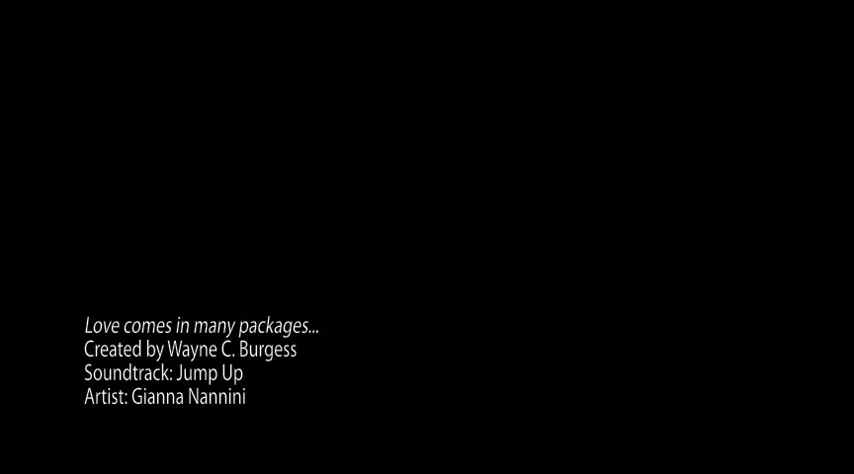 Love comes in many packages...
Created by Wayne C. Burgess
Soundtrack: Jump Up
Artist: Gianna Nannini